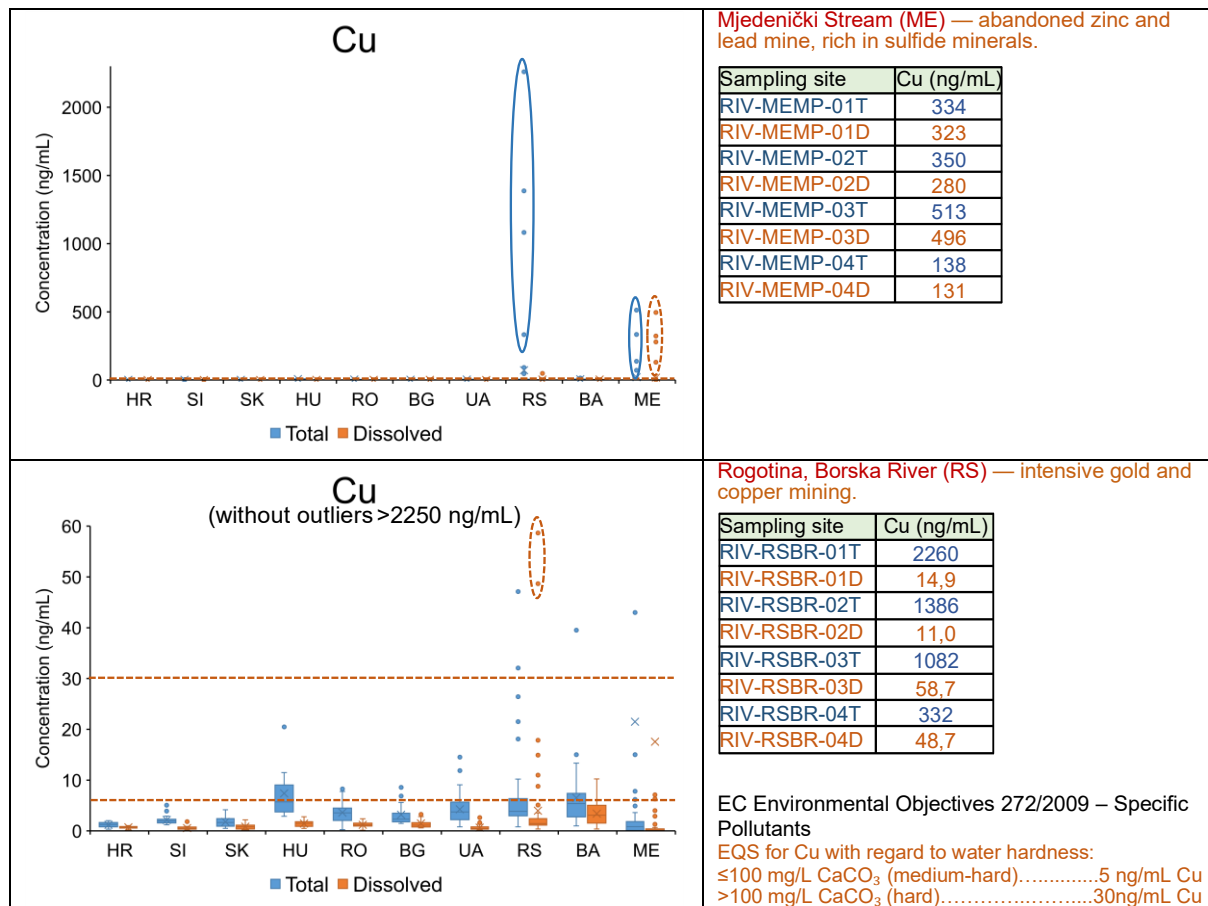 Cu
Concentration (ng/mL)
2000
1500
1000
500
0
HR SI SK HU RO BG UA RS BA ME
Total Dissolved
Mjedenički Stream (ME) — abandoned zinc and
lead mine, rich in sulfide minerals.
Sampling site Cu (ng/mL)
RIV-MEMP-01T 334
RIV-MEMP-01D 323
RIV-MEMP-02T 350
RIV-MEMP-02D 280
RIV-MEMP-03T 513
RIV-MEMP-03D 496
RIV-MEMP-04T 138
RIV-MEMP-04D 131
Cu
(without outliers >2250 ng/mL)
Concentration (ng/mL)
60
50
40
30
20
10
0
HR SI SK HU RO BG UA RS BA ME
Total Dissolved
Rogotina, Borska River (RS) — intensive gold and
copper mining.
Sampling site Cu (ng/mL)
RIV-RSBR-01T 2260
RIV-RSBR-01D 14,9
RIV-RSBR-02T 1386
RIV-RSBR-02D 11,0
RIV-RSBR-03T 1082
RIV-RSBR-03D 58,7
RIV-RSBR-04T 332
RIV-RSBR-04D 48,7
EC Environmental Objectives 272/2009 – Specific
Pollutants
EQS for Cu with regard to water hardness:
≤100 mg/L CaCO₃ (medium-hard)…..........5 ng/mL Cu
>100 mg/L CaCO₃ (hard)…………..……....30ng/mL Cu